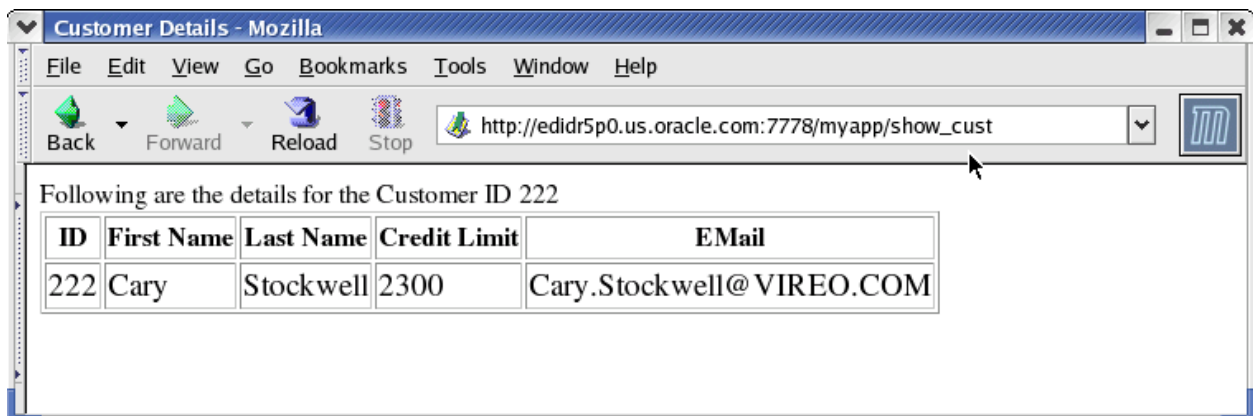 Customer Details - Mozilla
File Edit View Go Bookmarks Tools Window Help
Back Forward Reload Stop http://edidr5p0.us.oracle.com:7778/myapp/show_cust
Following are the details for the Customer ID 222
ID First Name Last Name Credit Limit EMail
222 Cary Stockwell 2300 Cary.Stockwell@VIREO.COM